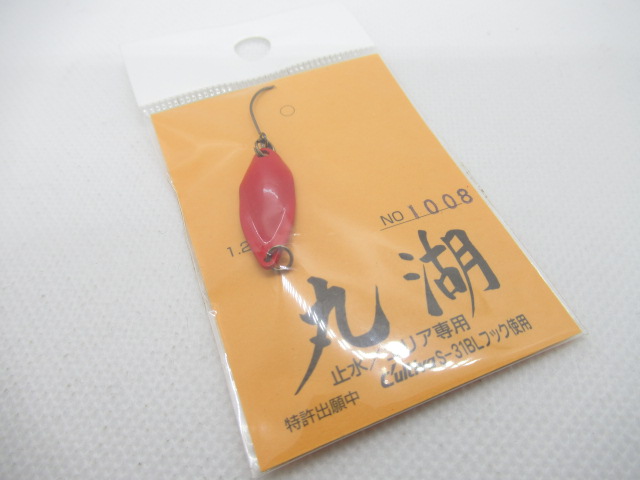 NO 1008
1.2
丸湖
止水エリア専用
Cultiva S-31BLフック使用
特許出願中